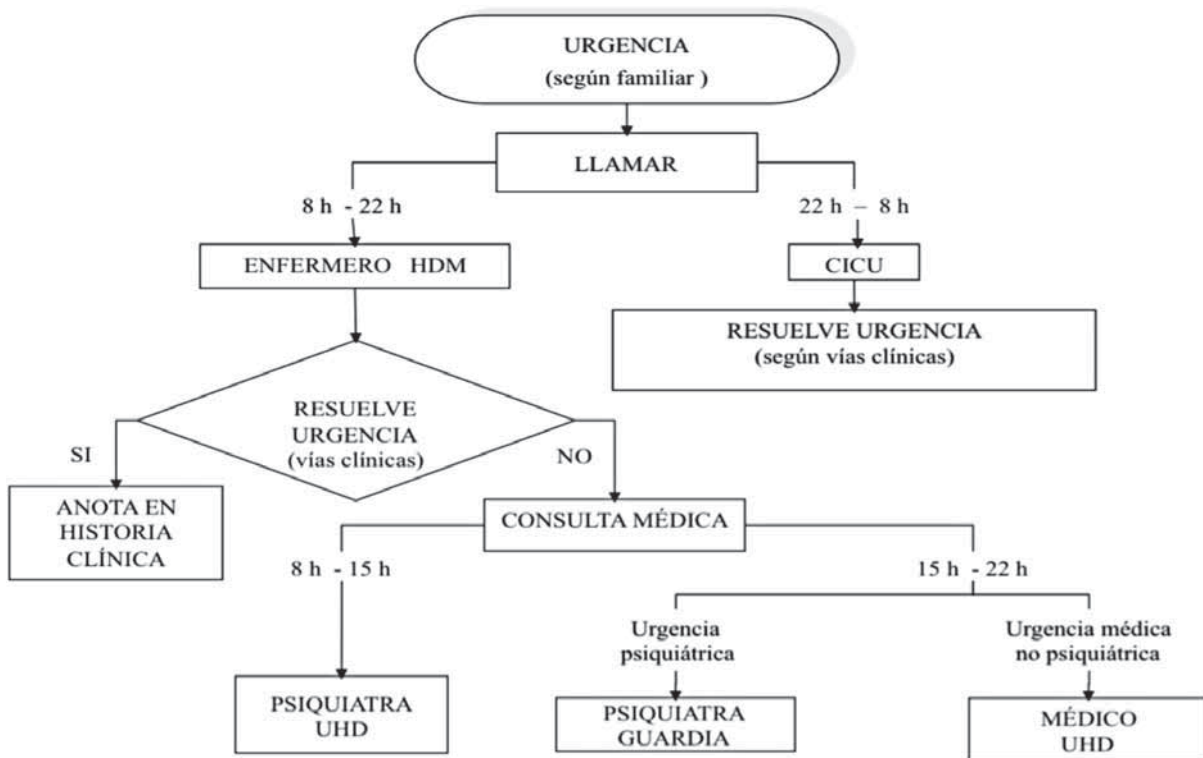 URGENCIA
(según familiar )
LLAMAR
8 h - 22 h
22 h – 8 h
ENFERMERO HDM
CICU
RESUELVE URGENCIA
(según vías clínicas)
RESUELVE
URGENCIA
(vías clínicas)
SI
NO
ANOTA EN
HISTORIA
CLÍNICA
CONSULTA MÉDICA
8 h - 15 h
15 h - 22 h
Urgencia
psiquiátrica
Urgencia médica
no psiquiátrica
PSIQUIATRA
UHD
PSIQUIATRA
GUARDIA
MÉDICO
UHD